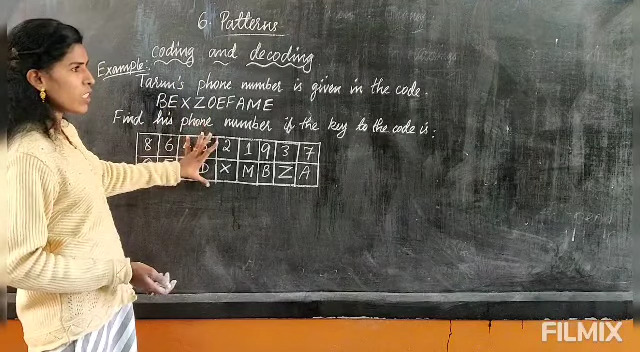 6. Patterns
coding and decoding
Example:
Tarun's phone number is given in the code.
BEXZOEFAME
Find his phone number if the key to the code is:
8 6 2 1 9 3 7
D X M B Z A
FILMIX